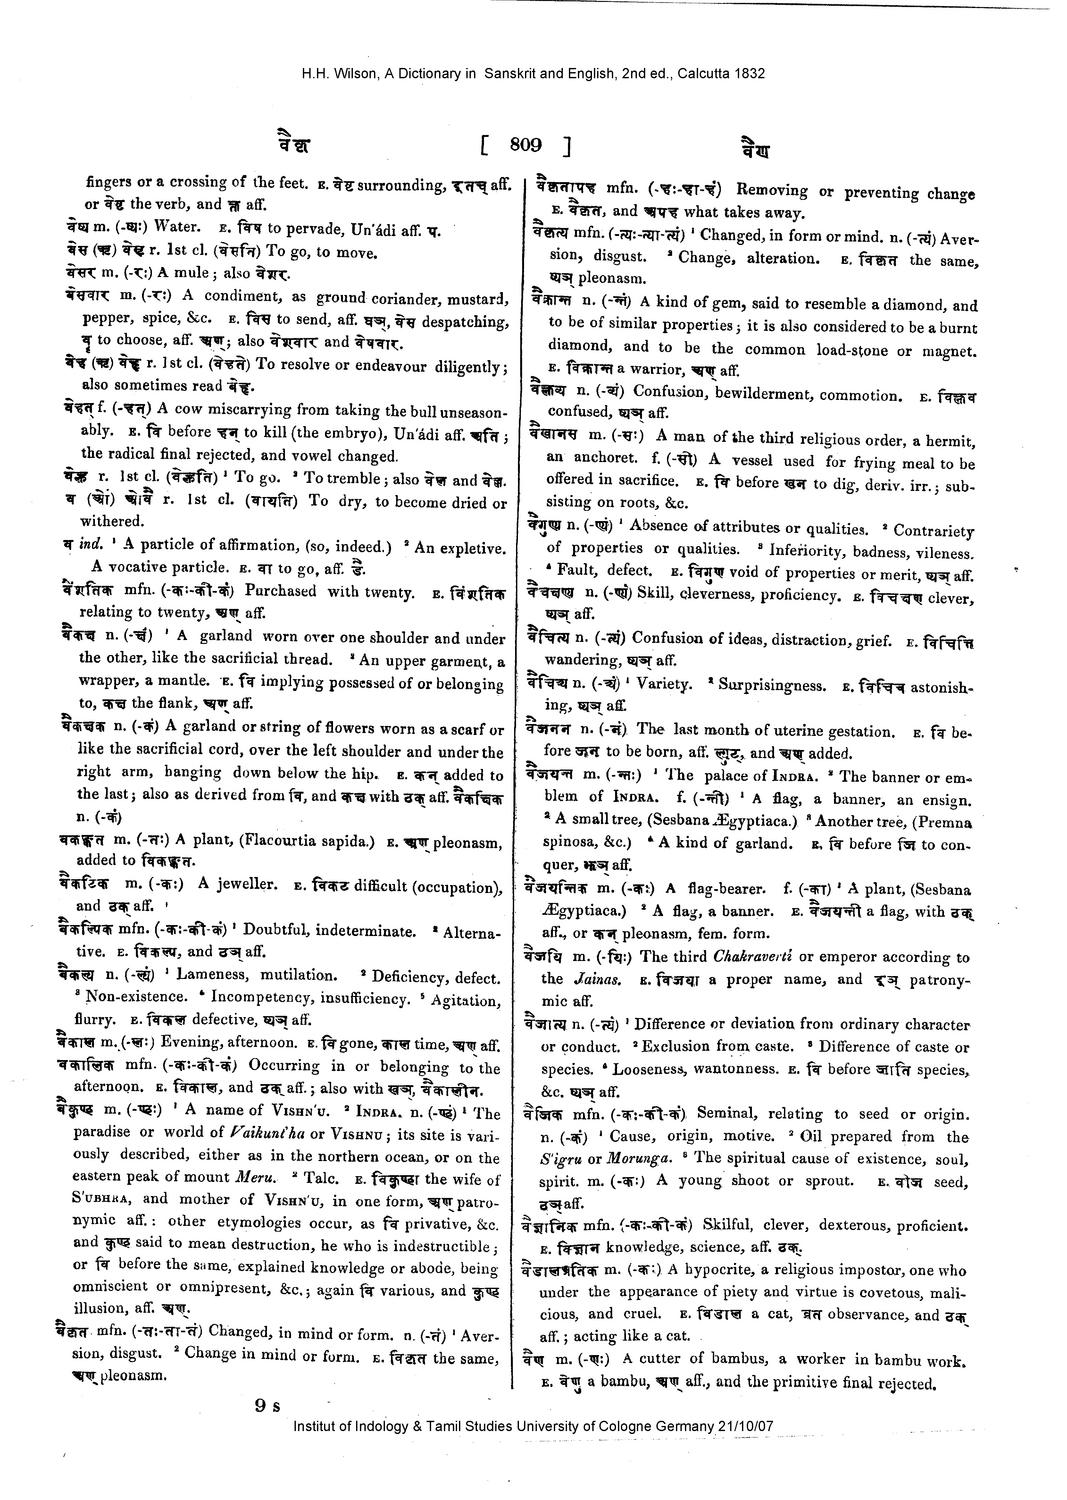 H.H. Wilson, A Dictionary in Sanskrit and English, 2nd ed., Calcutta 1832
वैक्र [ 809 ] वैण
fingers or a crossing of the feet. E. वेष्ट surrounding, इतच् aff.
or वेष्ट the verb, and क्त aff.
वेष्प m. (-ष्पः) Water. E. विष to pervade, Un'ádi aff. प.
बेस (ऋ) वेसृ r. 1st cl. (वेसति) To go, to move.
वेसर m. (-रः) A mule; also वेशर.
बेसवार m. (-रः) A condiment, as ground coriander, mustard,
pepper, spice, &c. E. विस to send, aff. घञ्, वेस despatching,
वृ to choose, aff. अण्; also वेशवार and वेषवार.
वेह (ऋ) वेहृ r. 1st cl. (वेहते) To resolve or endeavour diligently;
also sometimes read बेहृ.
वेहत् f. (-हत्) A cow miscarrying from taking the bull unseason-
ably. E. वि before हन् to kill (the embryo), Un'ádi aff. अति;
the radical final rejected, and vowel changed.
r. 1st cl. ¹ To go. ² To tremble; also and
व (ओ) ओवै r. 1st cl. (वायति) To dry, to become dried or
withered.
व ind. ¹ A particle of affirmation, (so, indeed.) ² An expletive.
A vocative particle. E. वा to go, aff. डै.
वैंशतिक mfn. (-कः-की-कं) Purchased with twenty. E. विंशतिक
relating to twenty, अण् aff.
वैकक्ष n. (-क्षं) ¹ A garland worn over one shoulder and under
the other, like the sacrificial thread. ² An upper garment, a
wrapper, a mantle. E. वि implying possessed of or belonging
to, कक्ष the flank, अण् aff.
वैकक्षक n. (-कं) A garland or string of flowers worn as a scarf or
like the sacrificial cord, over the left shoulder and under the
right arm, hanging down below the hip. E. कन् added to
the last; also as derived from वि, and कक्ष with ठक् aff. वैकक्षिक
n. (-कं)
वकङ्कत m. (-तः) A plant, (Flacourtia sapida.) E. अण् pleonasm,
added to विकङ्कत.
वैकटिक m. (-कः) A jeweller. E. विकट difficult (occupation),
and ठक् aff.
वैकल्पिक mfn. (-कः-की-कं) ¹ Doubtful, indeterminate. ² Alterna-
tive. E. विकल्प, and ठञ् aff.
वैकल्य n. (-ल्यं) ¹ Lameness, mutilation. ² Deficiency, defect.
³ Non-existence. ⁴ Incompetency, insufficiency. ⁵ Agitation,
flurry. E. विकल defective, ष्यञ् aff.
वैकाल m. (-लः) Evening, afternoon. E. वि gone, काल time, अण् aff.
वकालिक mfn. (-कः-की-कं) Occurring in or belonging to the
afternoon. E. विकाल, and ठक् aff.; also with खञ्, वैकालीन.
वैकुण्ठ m. (-ण्ठः) ¹ A name of VISHN'U. ² INDRA. n. (-ण्ठं) ¹ The
paradise or world of Vaikunt'ha or VISHNU; its site is vari-
ously described, either as in the northern ocean, or on the
eastern peak of mount Meru. ² Talc. E. विकुण्ठा the wife of
S'UBHRA, and mother of VISHN'U, in one form, अण् patro-
nymic aff.: other etymologies occur, as वि privative, &c.
and कुण्ठ said to mean destruction, he who is indestructible;
or वि before the same, explained knowledge or abode, being
omniscient or omnipresent, &c.; again वि various, and कुण्ठ
illusion, aff. अण्.
वैकृत mfn. (-तः-ता-तं) Changed, in mind or form. n. (-तं) ¹ Aver-
sion, disgust. ² Change in mind or form. E. विकृत the same,
अण् pleonasm.
9 s
वैकृतापह mfn. (-हः-हा-हं) Removing or preventing change
E. वैकृत, and अपह what takes away.
वैकृत्य mfn. (-त्यः-त्या-त्यं) ¹ Changed, in form or mind. n. (-त्यं) Aver-
sion, disgust. ² Change, alteration. E. विकृत the same,
ष्यञ् pleonasm.
वैक्रान्त n. (-न्तं) A kind of gem, said to resemble a diamond, and
to be of similar properties; it is also considered to be a burnt
diamond, and to be the common load-stone or magnet.
E. विक्रान्त a warrior, अण् aff.
वैक्लव्य n. (-व्यं) Confusion, bewilderment, commotion. E. विक्लव
confused, ष्यञ् aff.
वैखानस m. (-सः) A man of the third religious order, a hermit,
an anchoret. f. (-सी) A vessel used for frying meal to be
offered in sacrifice. E. वि before खन to dig, deriv. irr.; sub-
sisting on roots, &c.
वैगुण्य n. (-ण्यं) ¹ Absence of attributes or qualities. ² Contrariety
of properties or qualities. ³ Inferiority, badness, vileness.
⁴ Fault, defect. E. विगुण void of properties or merit, ष्यञ् aff.
वैचक्षण्य n. (-ण्यं) Skill, cleverness, proficiency. E. विचक्षण clever,
ष्यञ् aff.
वैचित्य n. (-त्यं) Confusion of ideas, distraction, grief. E. विचित्ति
wandering, ष्यञ् aff.
वैचित्र्य n. (-त्र्यं) ¹ Variety. ² Surprisingness. E. विचित्र astonish-
ing, ष्यञ् aff.
वैजनन n. (-नं) The last month of uterine gestation. E. वि be-
fore जन to be born, aff. ल्युट्, and अण् added.
वैजयन्त m. (-न्तः) ¹ The palace of INDRA. ² The banner or em-
blem of INDRA. f. (-न्ती) ¹ A flag, a banner, an ensign.
² A small tree, (Sesbana Ægyptiaca.) ³ Another tree, (Premna
spinosa, &c.) ⁴ A kind of garland. E. वि before जि to con-
quer, झञ् aff.
वैजयन्तिक m. (-कः) A flag-bearer. f. (-का) ¹ A plant, (Sesbana
Ægyptiaca.) ² A flag, a banner. E. वैजयन्ती a flag, with ठक्
aff., or कन् pleonasm, fem. form.
वैजयि m. (-यिः) The third Chakravertí or emperor according to
the Jainas. E. विजया a proper name, and इञ् patrony-
mic aff.
वैजात्य n. (-त्यं) ¹ Difference or deviation from ordinary character
or conduct. ² Exclusion from caste. ³ Difference of caste or
species. ⁴ Looseness, wantonness. E. वि before जाति species,
&c. ष्यञ् aff.
वैजिक mfn. (-कः-की-कं) Seminal, relating to seed or origin.
n. (-कं) ¹ Cause, origin, motive. ² Oil prepared from the
S'igru or Morunga. ³ The spiritual cause of existence, soul,
spirit. m. (-कः) A young shoot or sprout. E. वोज seed,
ठञ् aff.
वैज्ञानिक mfn. (-कः-की-कं) Skilful, clever, dexterous, proficient.
E. विज्ञान knowledge, science, aff. ठक्.
वैडालव्रतिक m. (-कः) A hypocrite, a religious impostor, one who
under the appearance of piety and virtue is covetous, mali-
cious, and cruel. E. विडाल a cat, व्रत observance, and ठक्
aff.; acting like a cat.
वैण m. (-णः) A cutter of bambus, a worker in bambu work.
E. वेणु a bambu, अण् aff., and the primitive final rejected.
Institut of Indology & Tamil Studies University of Cologne Germany 21/10/07